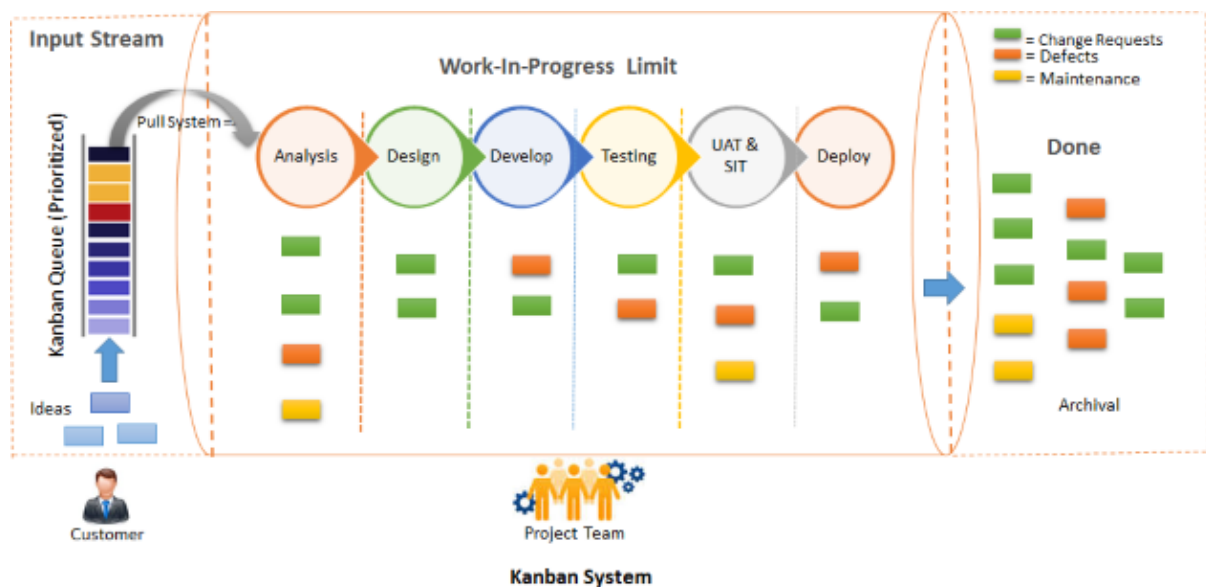 Input Stream
Work-In-Progress Limit
= Change Requests
= Defects
= Maintenance
Kanban Queue (Prioritized)
Pull System =
Analysis
Design
Develop
Testing
UAT &
SIT
Deploy
Done
Ideas
Archival
Customer
Project Team
Kanban System